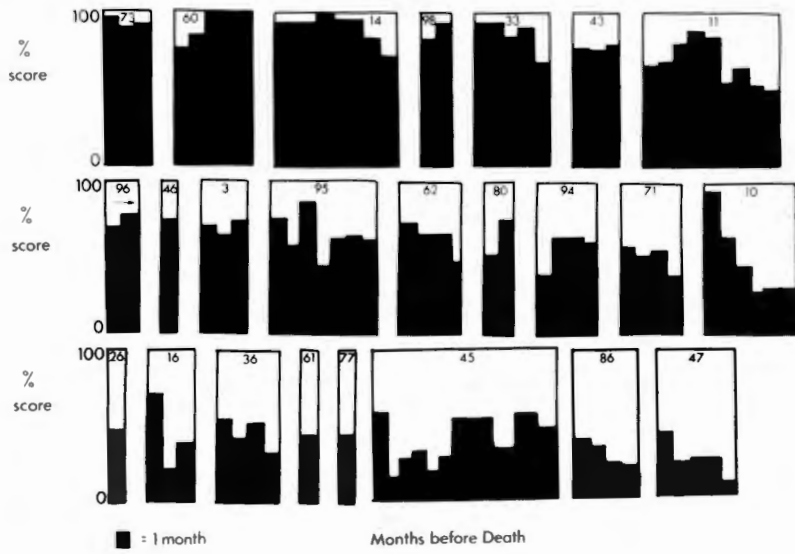 100
73 60 14 98 33 43 11
%
score
0
100
96 46 3 95 62 80 94 71 10
%
score
0
100
26 16 36 61 77 45 86 47
%
score
0
= 1 month Months before Death